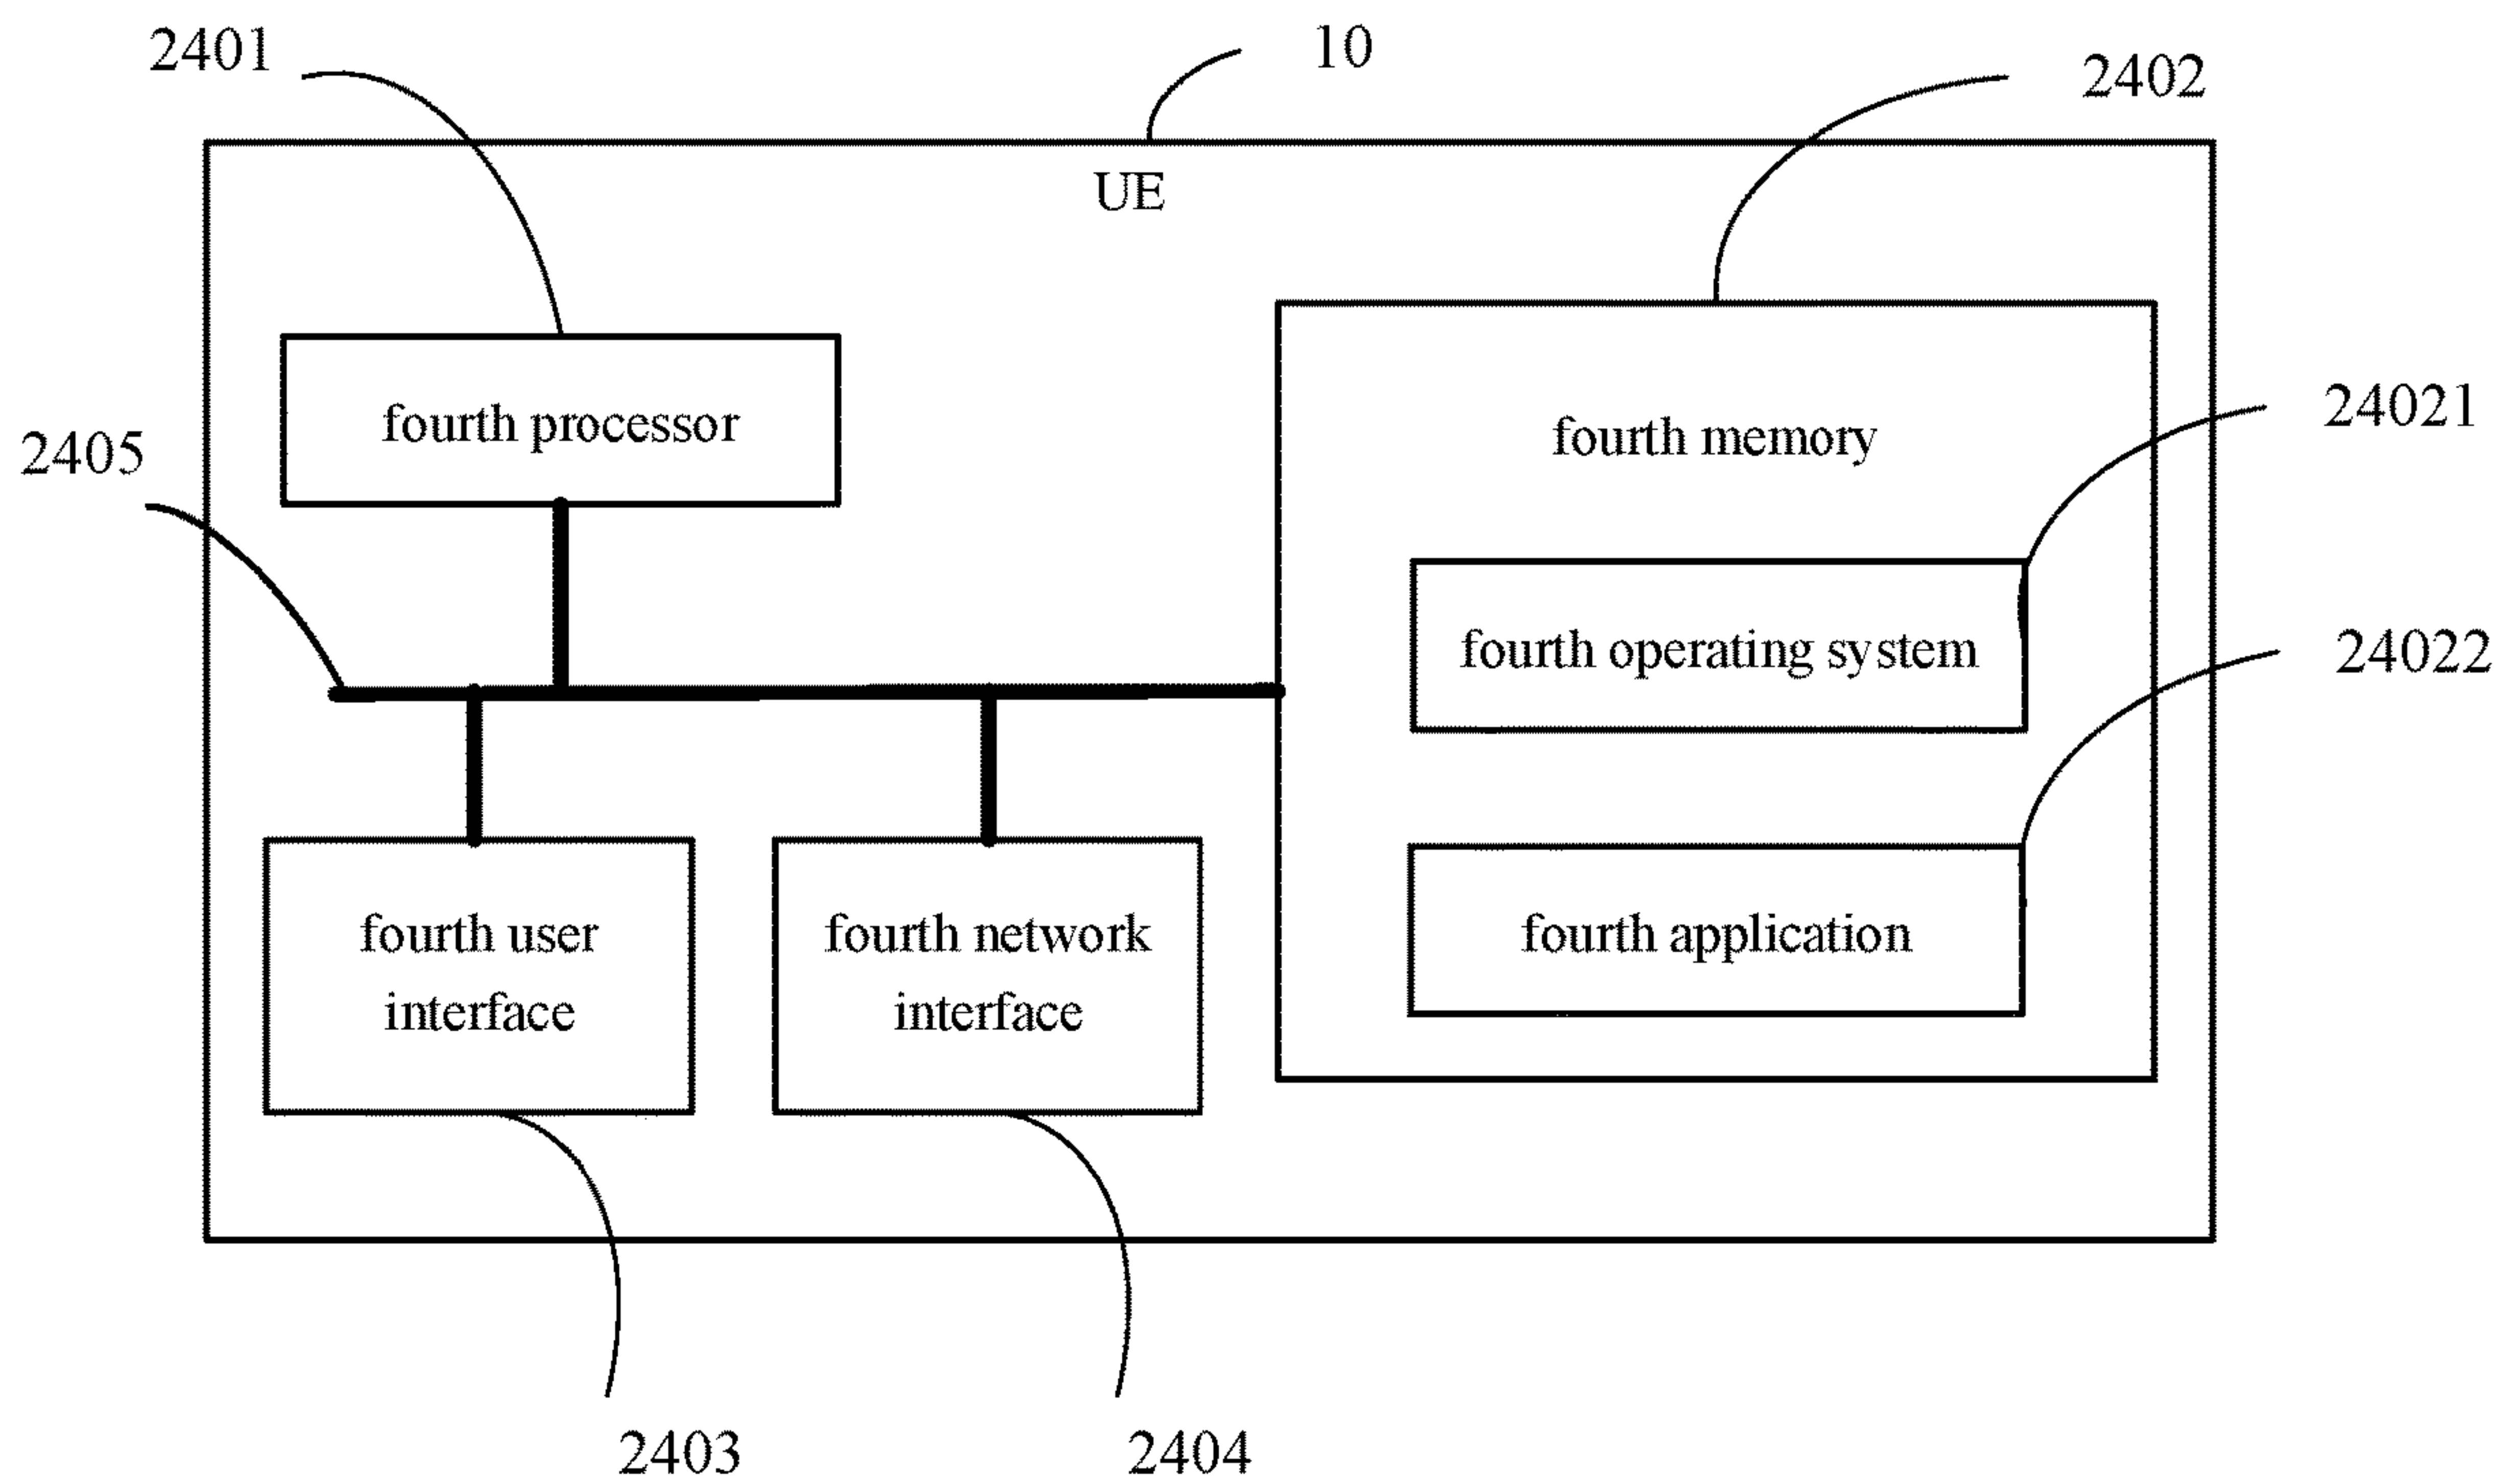 2401
10
2402
UE
fourth processor
2405
fourth memory
24021
fourth operating system
24022
fourth user
interface
fourth network
interface
fourth application
2403
2404